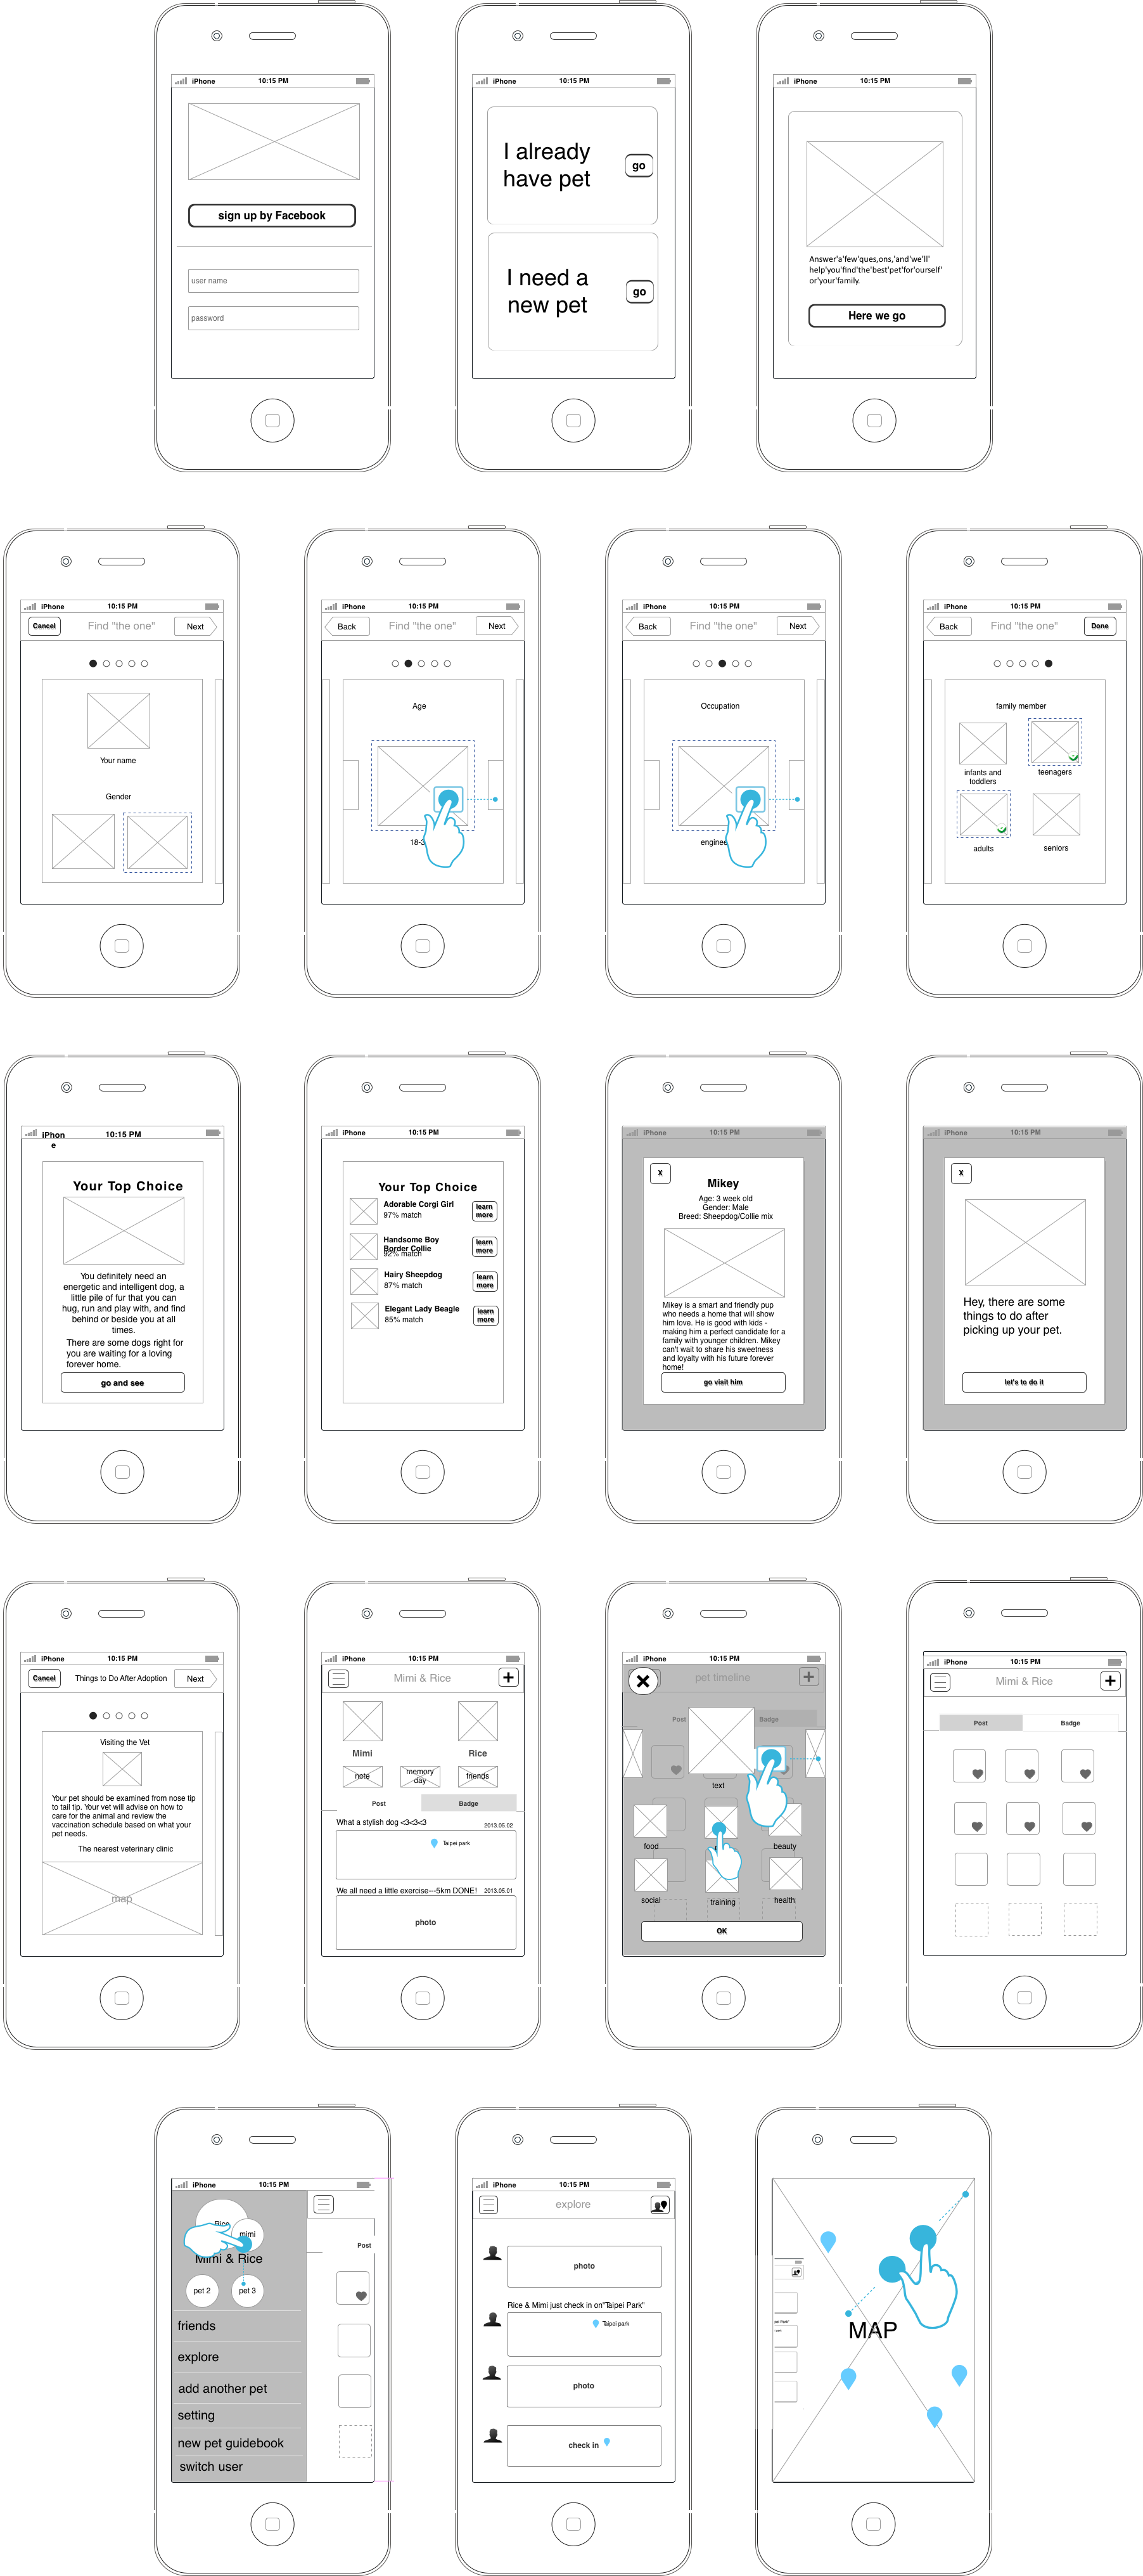 iPhone 10:15 PM
sign up by Facebook
user name
password
iPhone 10:15 PM
I already
have pet
go
I need a
new pet
go
iPhone 10:15 PM
Answer'a'few'ques,ons,'and'we'll'
help'you'find'the'best'pet'for'ourself'
or'your'family.
Here we go
iPhone 10:15 PM
Cancel Find "the one" Next
Your name
Gender
iPhone 10:15 PM
Back Find "the one" Next
Age
18-3
iPhone 10:15 PM
Back Find "the one" Next
Occupation
enginee
iPhone 10:15 PM
Back Find "the one" Done
family member
infants and
toddlers
teenagers
adults
seniors
iPhon
e
10:15 PM
Your Top Choice
You definitely need an
energetic and intelligent dog, a
little pile of fur that you can
hug, run and play with, and find
behind or beside you at all
times.
There are some dogs right for
you are waiting for a loving
forever home.
go and see
iPhone 10:15 PM
Your Top Choice
Adorable Corgi Girl
97% match
learn
more
Handsome Boy
Border Collie
92% match
learn
more
Hairy Sheepdog
87% match
learn
more
Elegant Lady Beagle
85% match
learn
more
iPhone 10:15 PM
X
Mikey
Age: 3 week old
Gender: Male
Breed: Sheepdog/Collie mix
Mikey is a smart and friendly pup
who needs a home that will show
him love. He is good with kids -
making him a perfect candidate for a
family with younger children. Mikey
can't wait to share his sweetness
and loyalty with his future forever
home!
go visit him
iPhone 10:15 PM
X
Hey, there are some
things to do after
picking up your pet.
let's to do it
iPhone 10:15 PM
Cancel Things to Do After Adoption Next
Visiting the Vet
Your pet should be examined from nose tip
to tail tip. Your vet will advise on how to
care for the animal and review the
vaccination schedule based on what your
pet needs.
The nearest veterinary clinic
map
iPhone 10:15 PM
Mimi & Rice
Mimi Rice
note
memory
day
friends
Post Badge
What a stylish dog <3<3<3 2013.05.02
Taipei park
We all need a little exercise---5km DONE! 2013.05.01
photo
iPhone 10:15 PM
pet timeline
Post Badge
text
food
beauty
social
training
health
OK
iPhone 10:15 PM
Mimi & Rice
Post Badge
iPhone 10:15 PM
Rice
mimi
Mimi & Rice
pet 2 pet 3
friends
explore
add another pet
setting
new pet guidebook
switch user
Post
iPhone 10:15 PM
explore
photo
Rice & Mimi just check in on"Taipei Park"
Taipei park
photo
check in
MAP